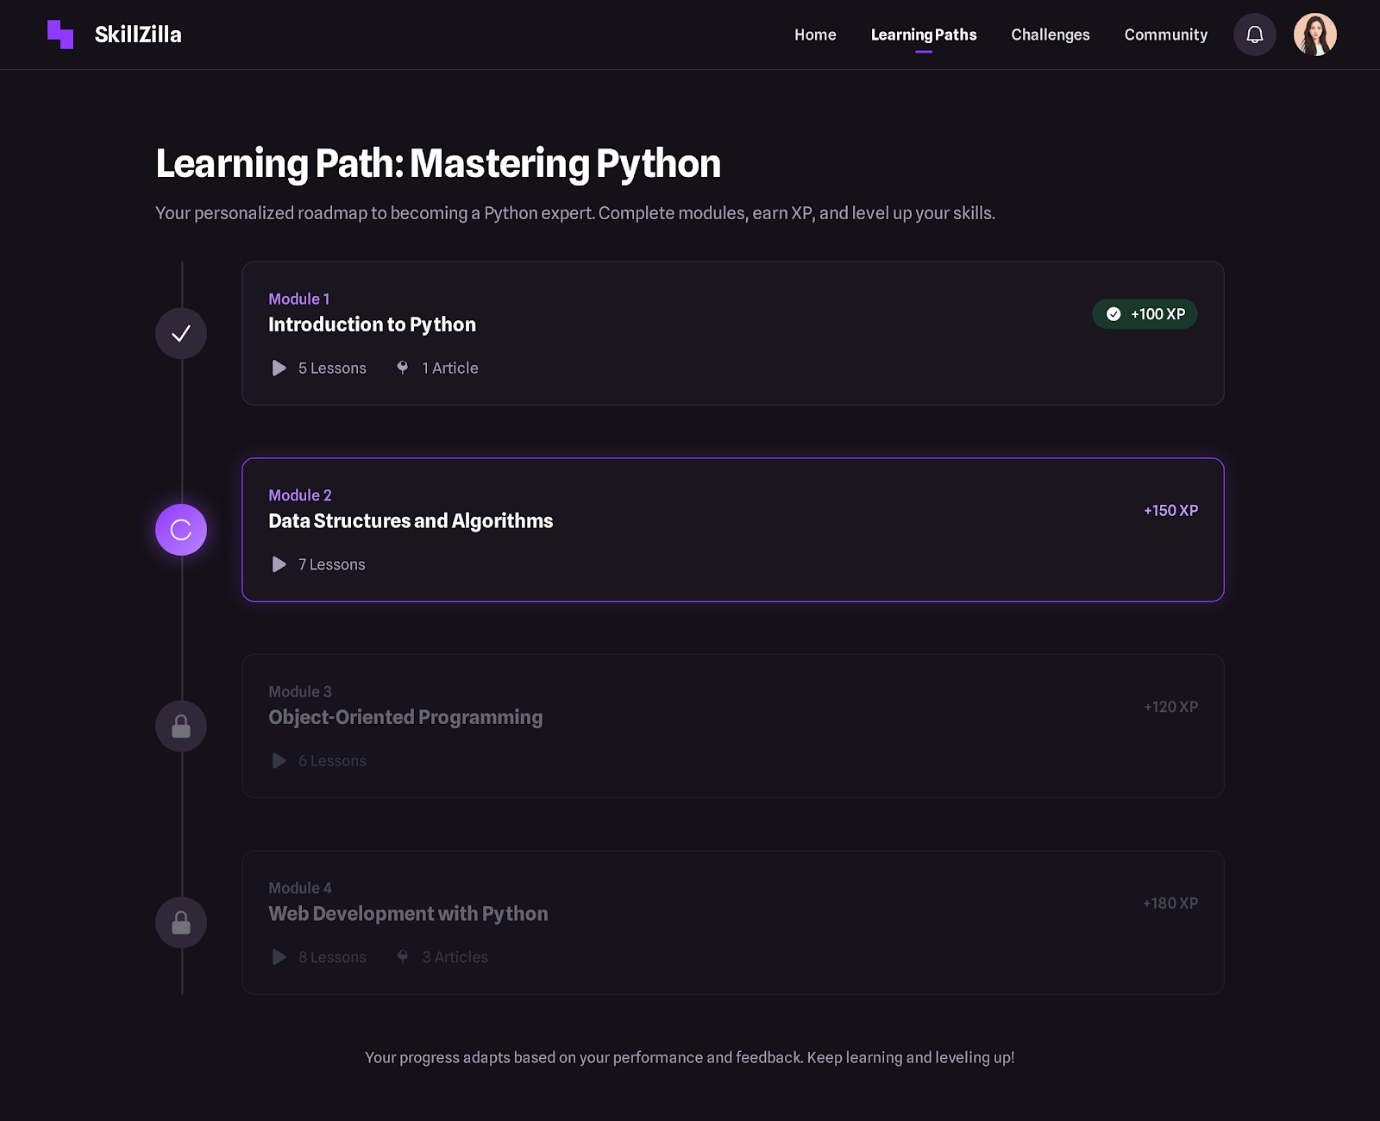 SkillZilla
Home
Learning Paths
Challenges
Community
Learning Path: Mastering Python
Your personalized roadmap to becoming a Python expert. Complete modules, earn XP, and level up your skills.
Module 1
Introduction to Python
+100 XP
5 Lessons
1 Article
Module 2
Data Structures and Algorithms
+150 XP
7 Lessons
Module 3
Object-Oriented Programming
+120 XP
6 Lessons
Module 4
Web Development with Python
+180 XP
8 Lessons
3 Articles
Your progress adapts based on your performance and feedback. Keep learning and leveling up!